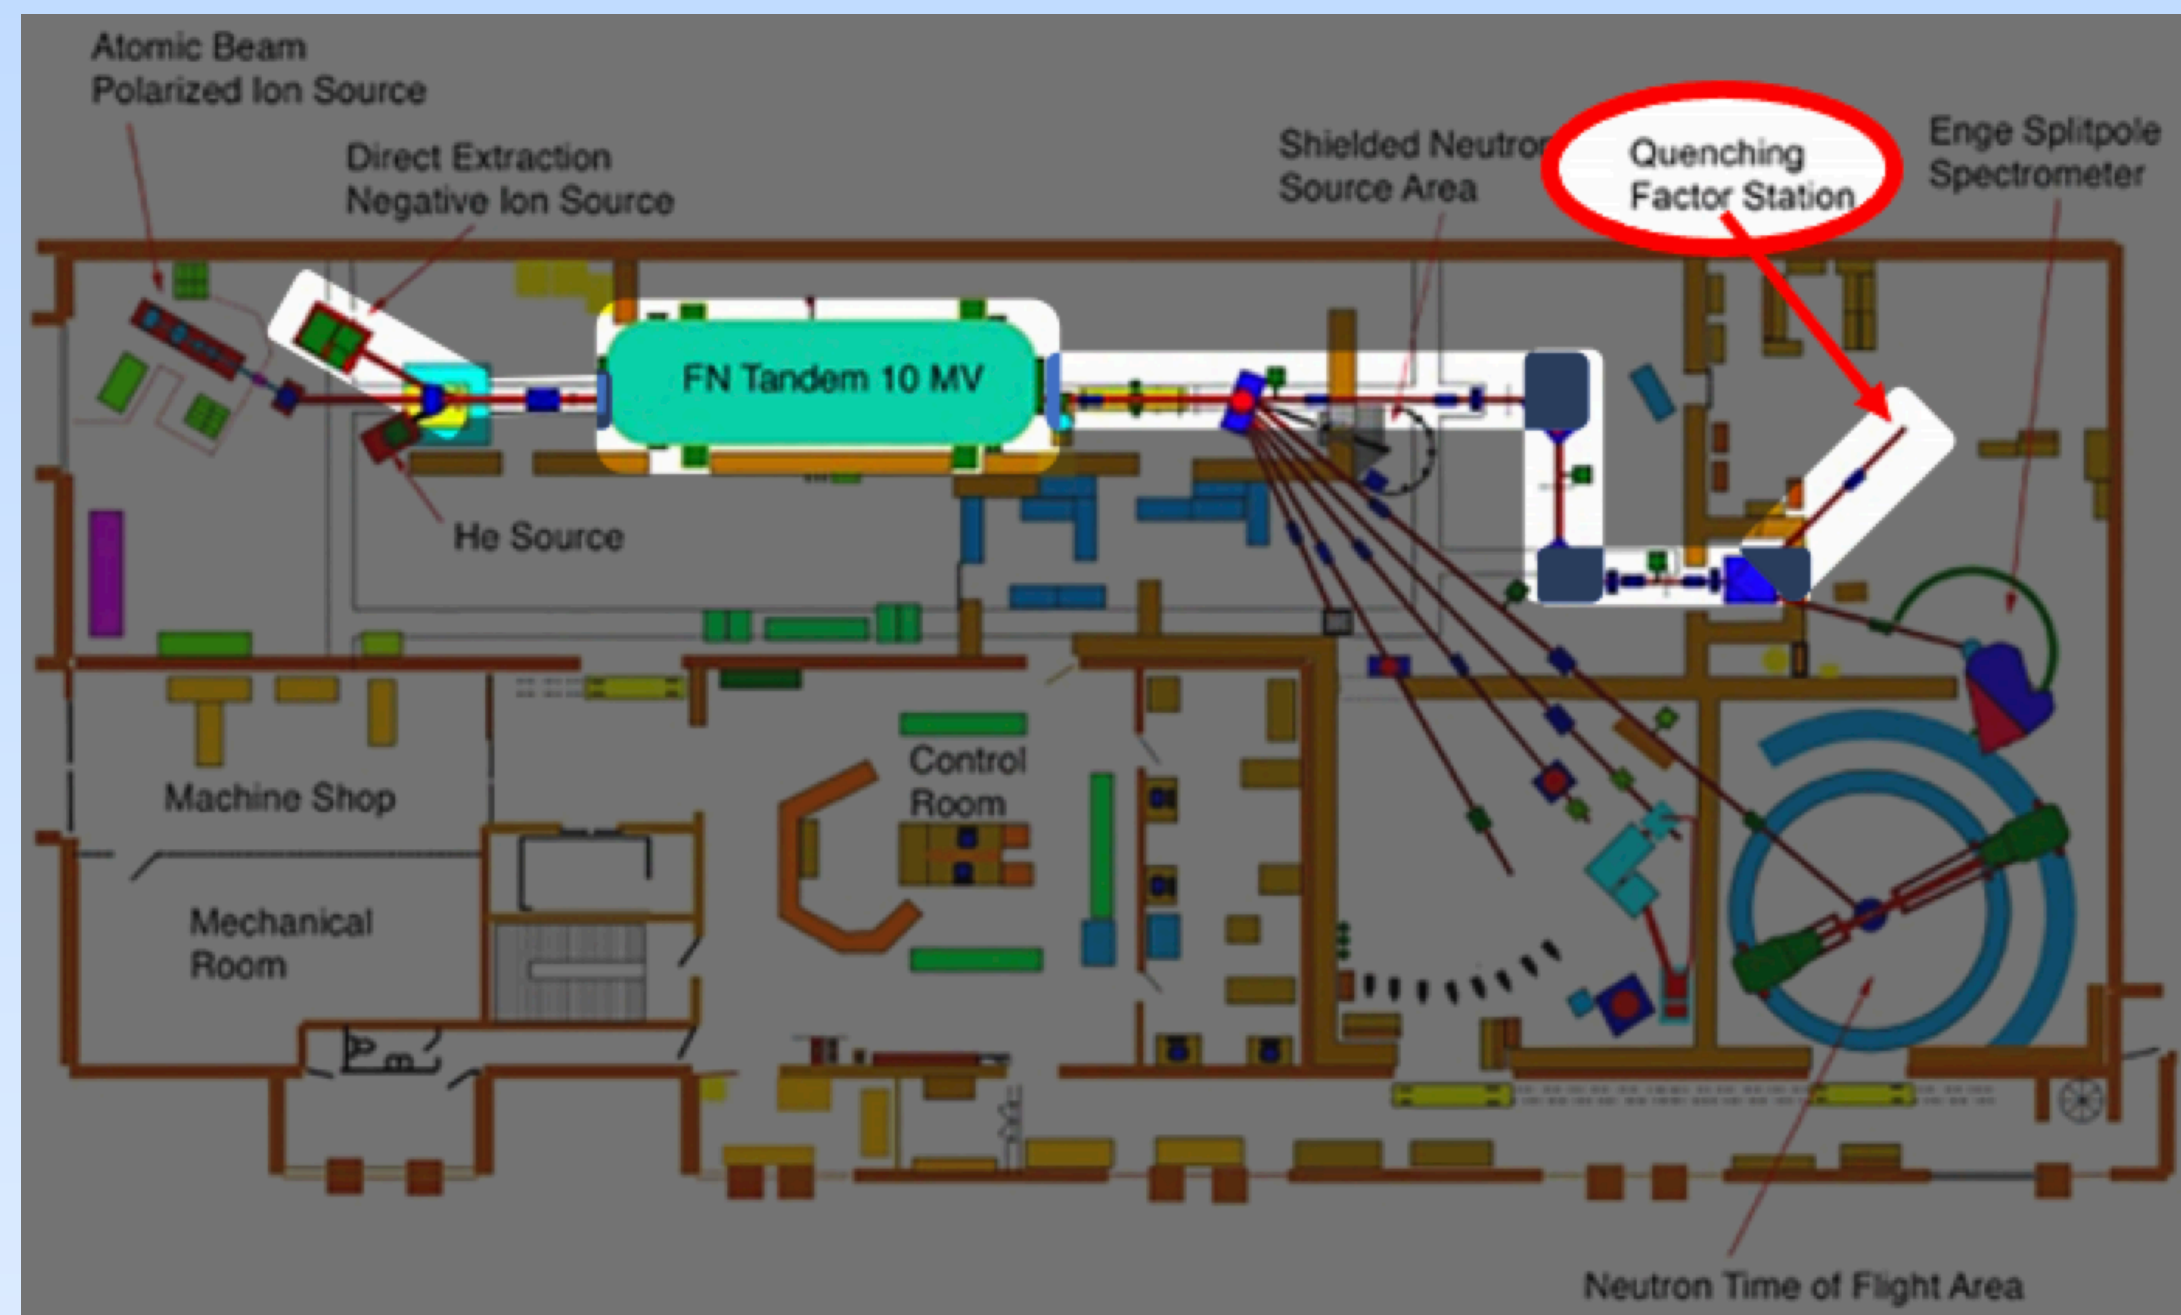 Atomic Beam
Polarized Ion Source
Direct Extraction
Negative Ion Source
Shielded Neutron
Source Area
Quenching
Factor Station
Enge Splitpole
Spectrometer
FN Tandem 10 MV
He Source
Control
Room
Machine Shop
Mechanical
Room
Neutron Time of Flight Area